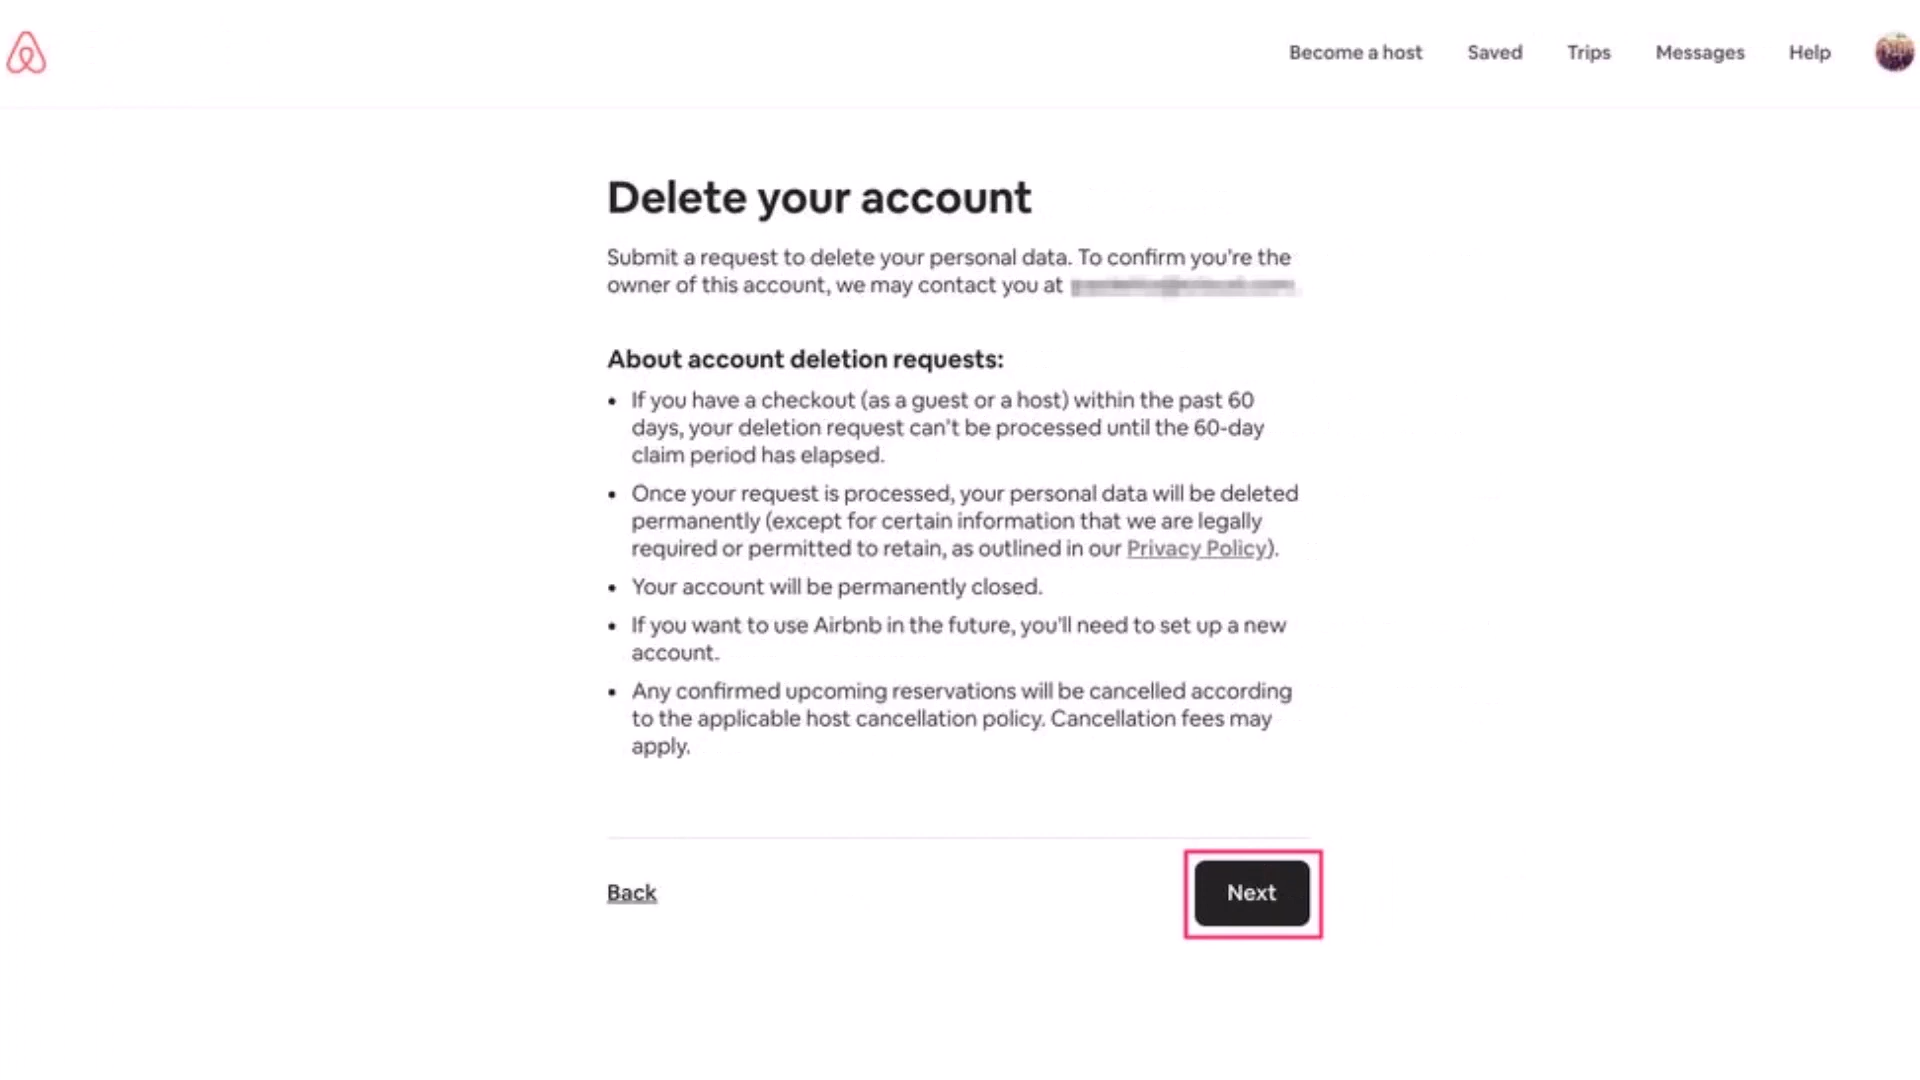 Become a host Saved Trips Messages Help
Delete your account
Submit a request to delete your personal data. To confirm you're the
owner of this account, we may contact you at
About account deletion requests:
• If you have a checkout (as a guest or a host) within the past 60
days, your deletion request can't be processed until the 60-day
claim period has elapsed.
• Once your request is processed, your personal data will be deleted
permanently (except for certain information that we are legally
required or permitted to retain, as outlined in our Privacy Policy).
• Your account will be permanently closed.
• If you want to use Airbnb in the future, you'll need to set up a new
account.
• Any confirmed upcoming reservations will be cancelled according
to the applicable host cancellation policy. Cancellation fees may
apply.
Back Next